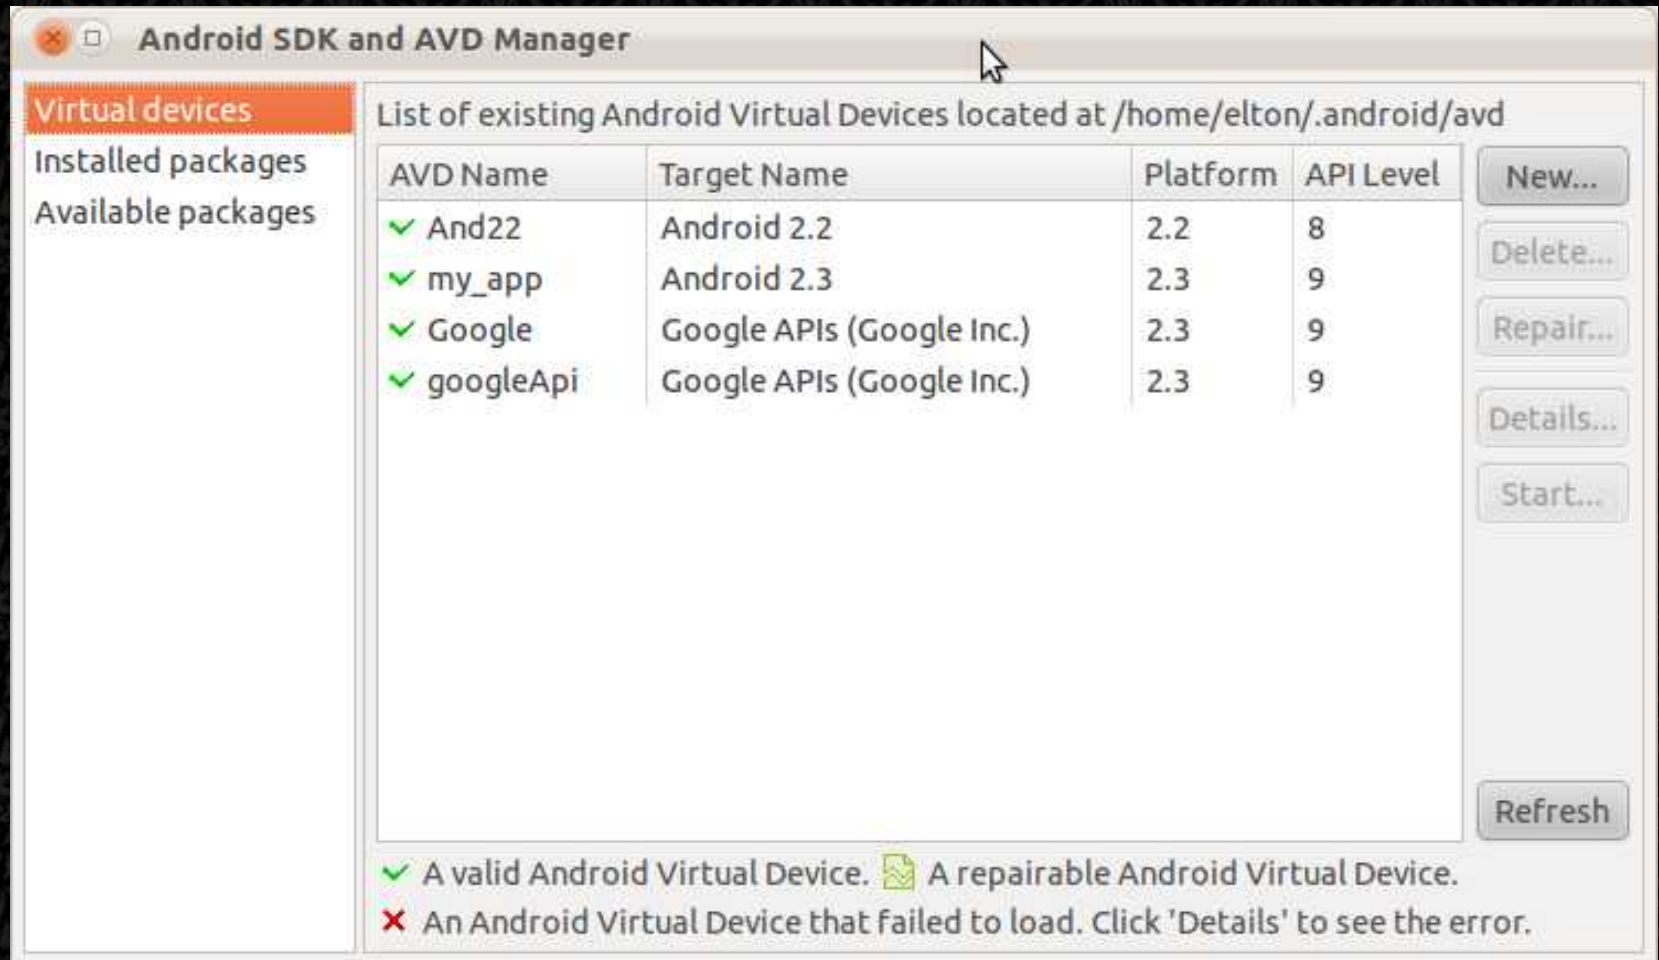 Android SDK and AVD Manager
Virtual devices
Installed packages
Available packages
List of existing Android Virtual Devices located at /home/elton/.android/avd
AVD Name Target Name Platform API Level
And22 Android 2.2 2.2 8
my_app Android 2.3 2.3 9
Google Google APIs (Google Inc.) 2.3 9
googleApi Google APIs (Google Inc.) 2.3 9
New...
Delete...
Repair...
Details...
Start...
Refresh
A valid Android Virtual Device. A repairable Android Virtual Device.
An Android Virtual Device that failed to load. Click 'Details' to see the error.